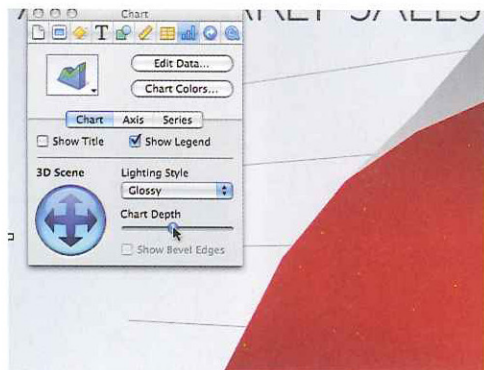 Chart
T
Edit Data...
Chart Colors...
Chart Axis Series
Show Title Show Legend
3D Scene Lighting Style
Glossy
Chart Depth
Show Bevel Edges
SALES